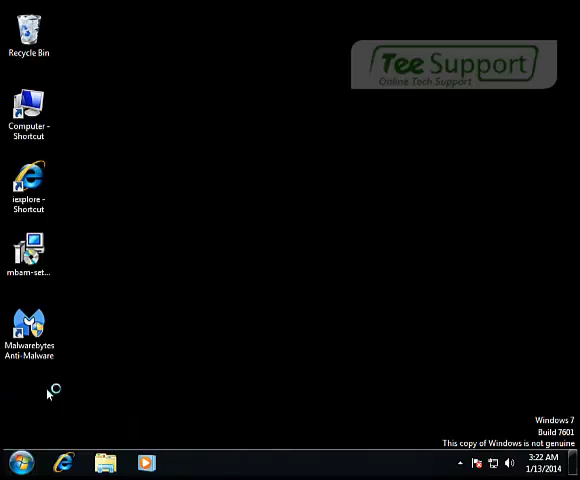 Recycle Bin
Tee Support
Online Tech Support
Computer -
Shortcut
iexplore -
Shortcut
mbam-set...
Malwarebytes
Anti-Malware
Windows 7
Build 7601
This copy of Windows is not genuine
3:22 AM
1/13/2014